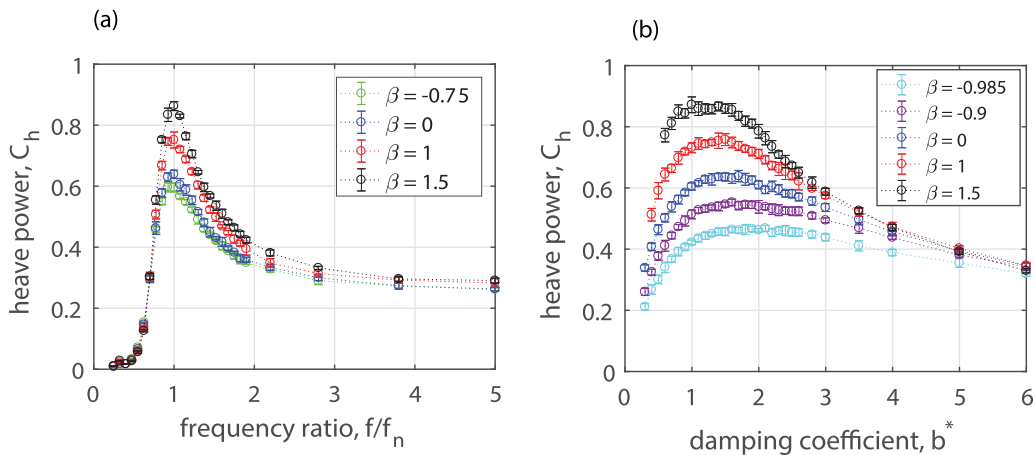 (a)
heave power, C_h
1
0.8
0.6
0.4
0.2
0
0 1 2 3 4 5
frequency ratio, f/f_n
β = -0.75
β = 0
β = 1
β = 1.5
(b)
heave power, C_h
1
0.8
0.6
0.4
0.2
0
0 1 2 3 4 5 6
damping coefficient, b*
β = -0.985
β = -0.9
β = 0
β = 1
β = 1.5